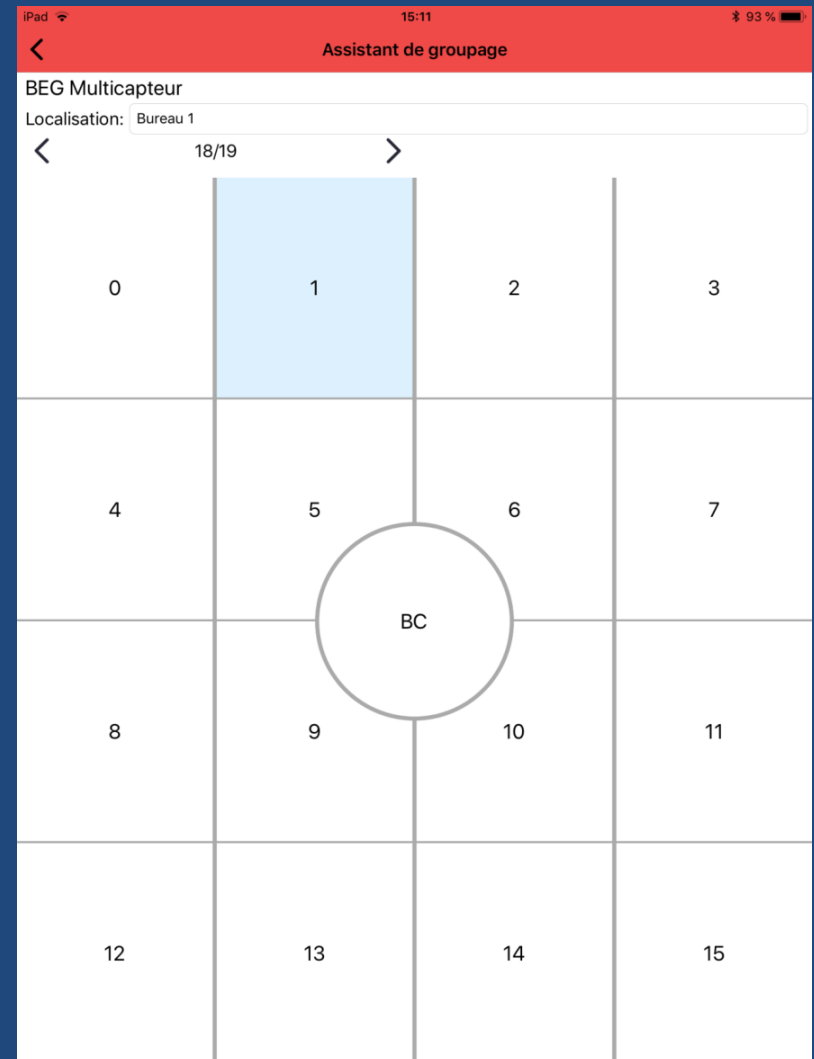 iPad 15:11 93 %
Assistant de groupage
BEG Multicapteur
Localisation: Bureau 1
18/19
0 1 2 3
4 5 6 7
BC
8 9 10 11
12 13 14 15